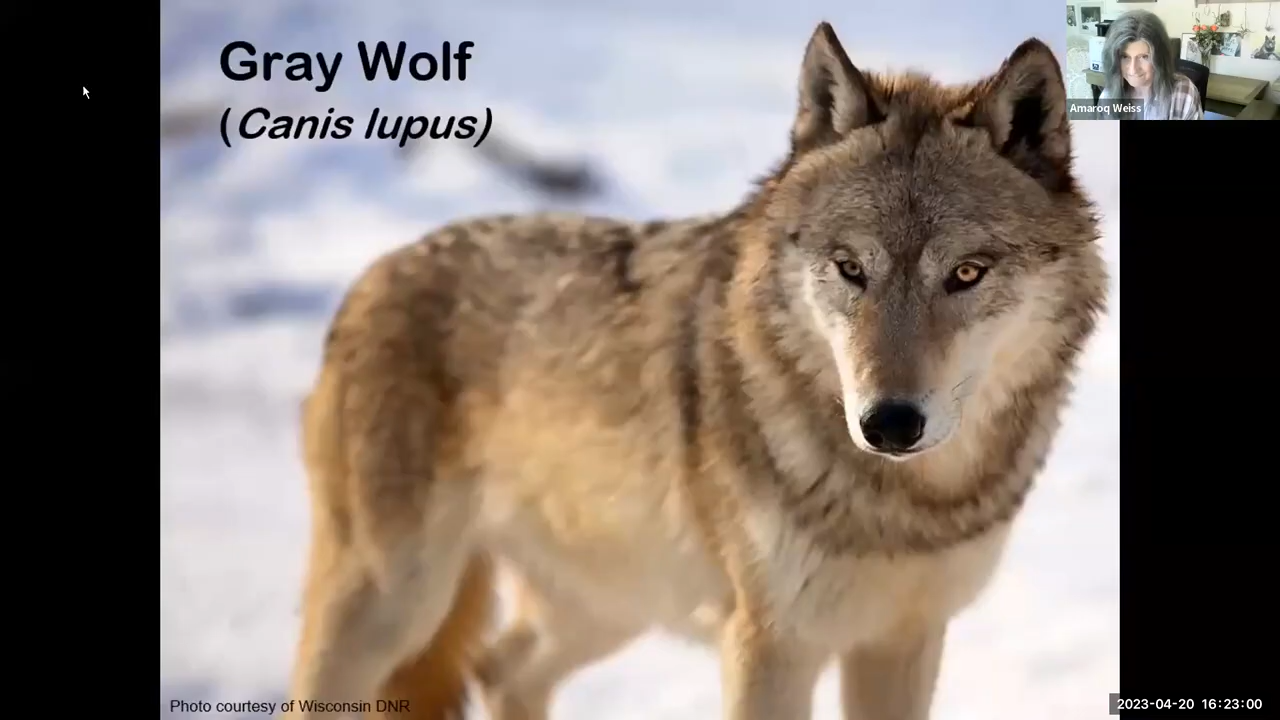 Gray Wolf
(Canis lupus)
Amaroq Weiss
Photo courtesy of Wisconsin DNR
2023-04-20 16:23:00